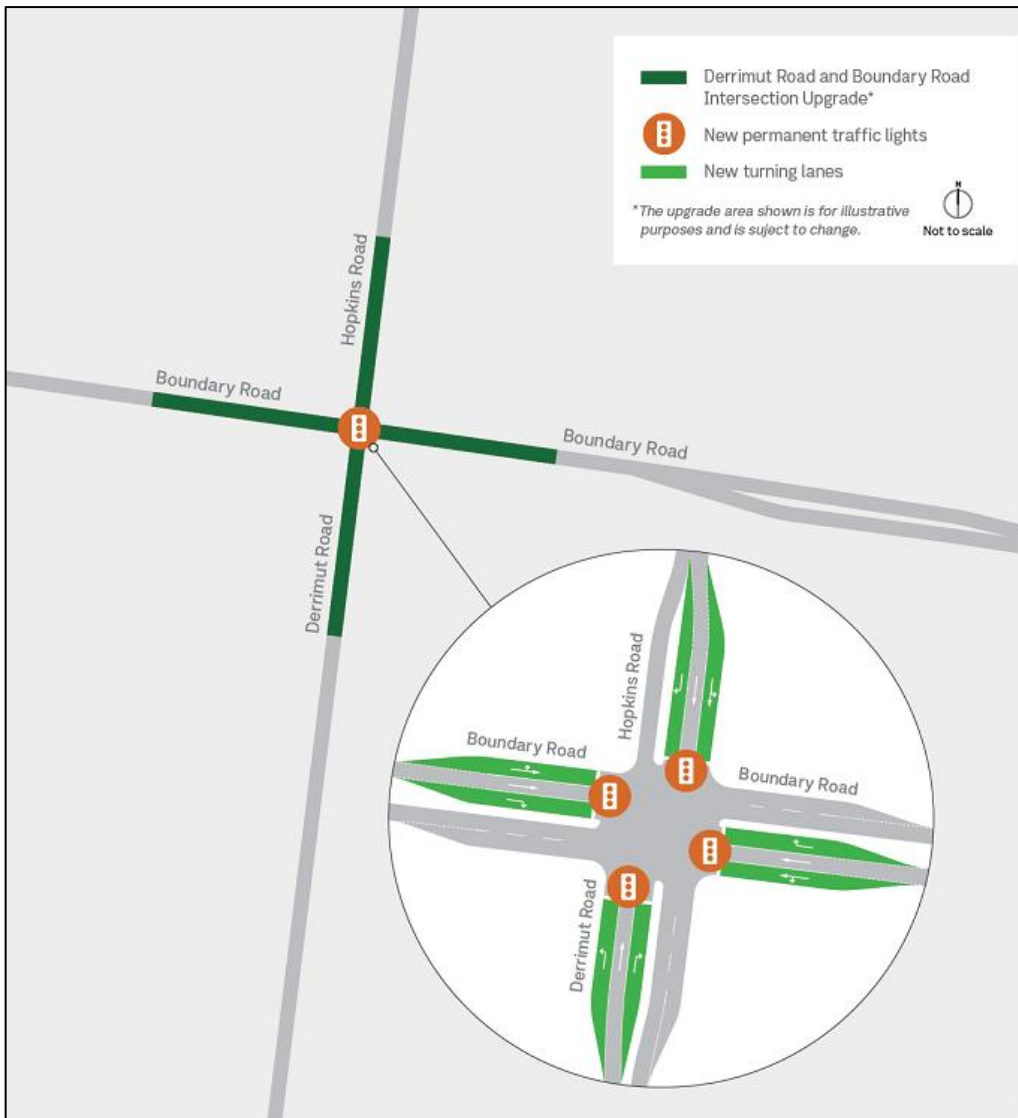 Derrimut Road and Boundary Road
Intersection Upgrade*
New permanent traffic lights
New turning lanes
*The upgrade area shown is for illustrative
purposes and is suject to change.
N
Not to scale
Hopkins Road
Boundary Road
Boundary Road
Derrimut Road
Hopkins Road
Boundary Road
Boundary Road
Derrimut Road